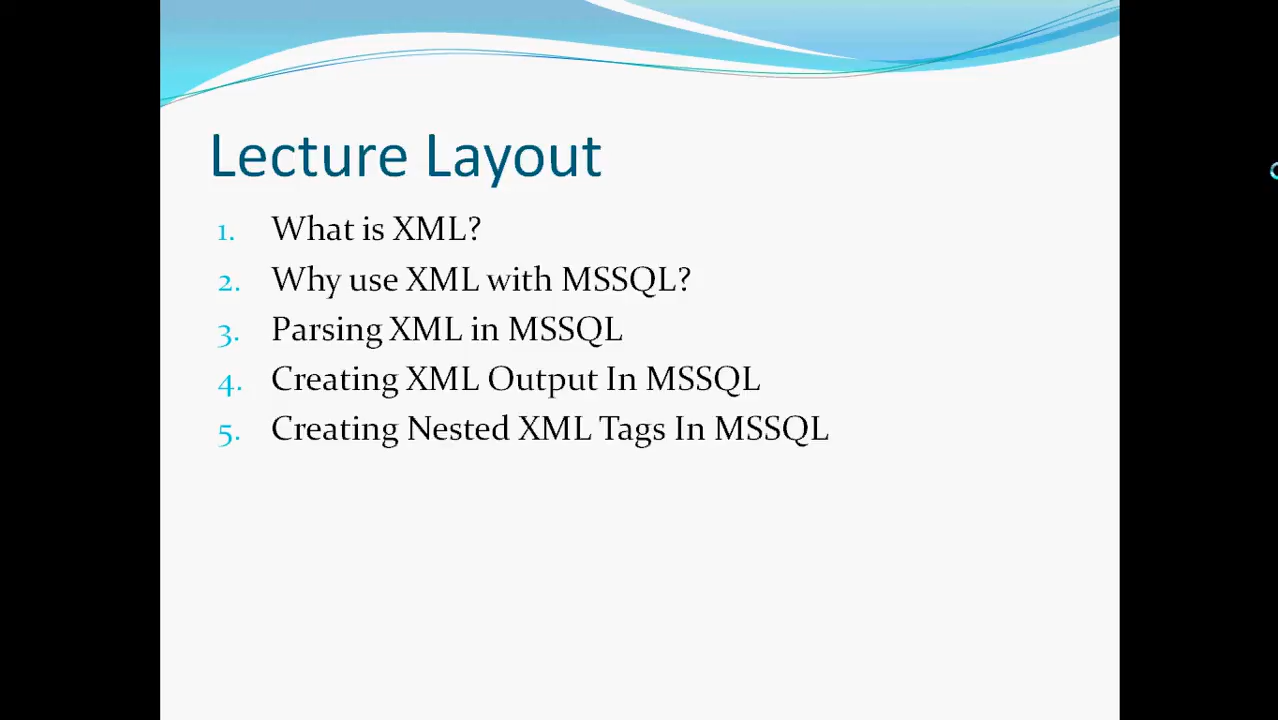 Lecture Layout
1. What is XML?
2. Why use XML with MSSQL?
3. Parsing XML in MSSQL
4. Creating XML Output In MSSQL
5. Creating Nested XML Tags In MSSQL